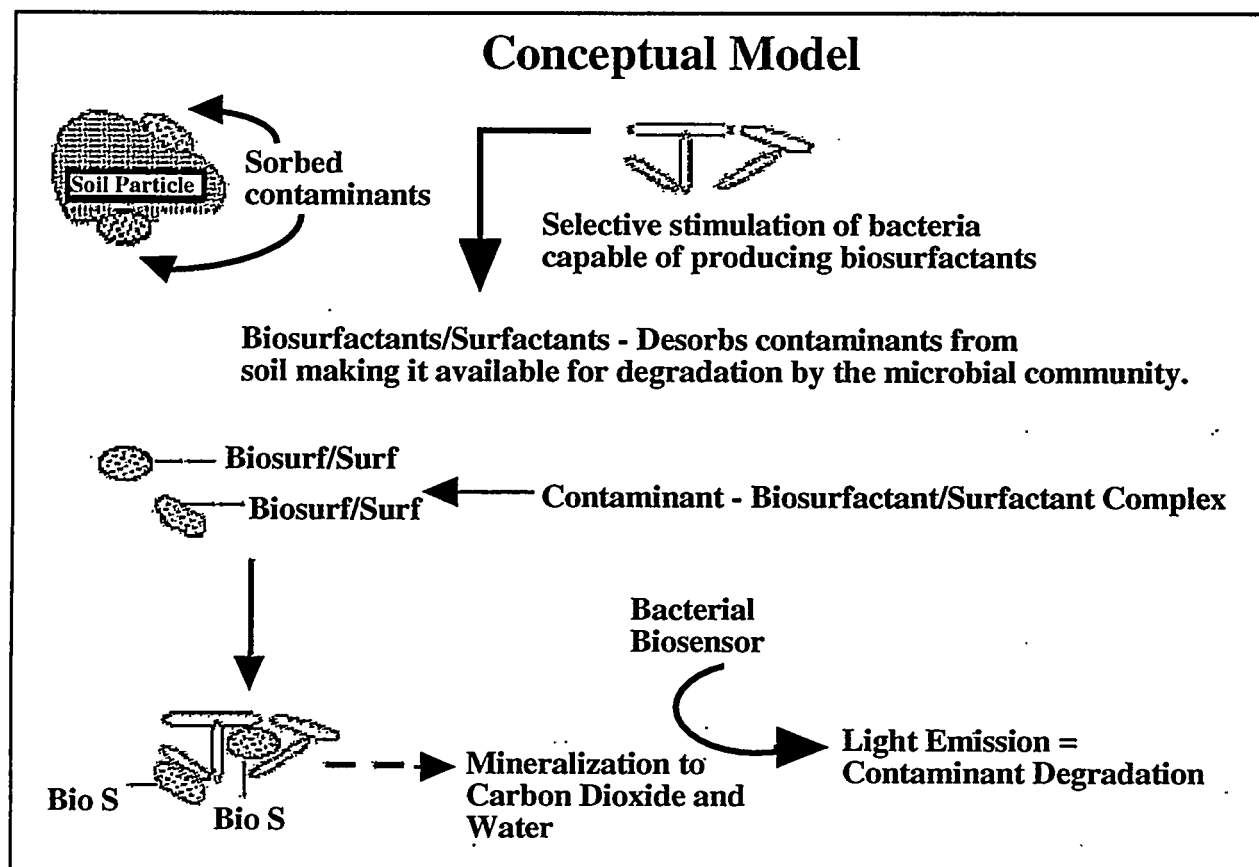 Conceptual Model
Soil Particle
Sorbed
contaminants
Selective stimulation of bacteria
capable of producing biosurfactants
Biosurfactants/Surfactants - Desorbs contaminants from
soil making it available for degradation by the microbial community.
Biosurf/Surf
Biosurf/Surf
Contaminant - Biosurfactant/Surfactant Complex
Bacterial
Biosensor
Light Emission =
Contaminant Degradation
Mineralization to
Carbon Dioxide and
Water
Bio S
Bio S